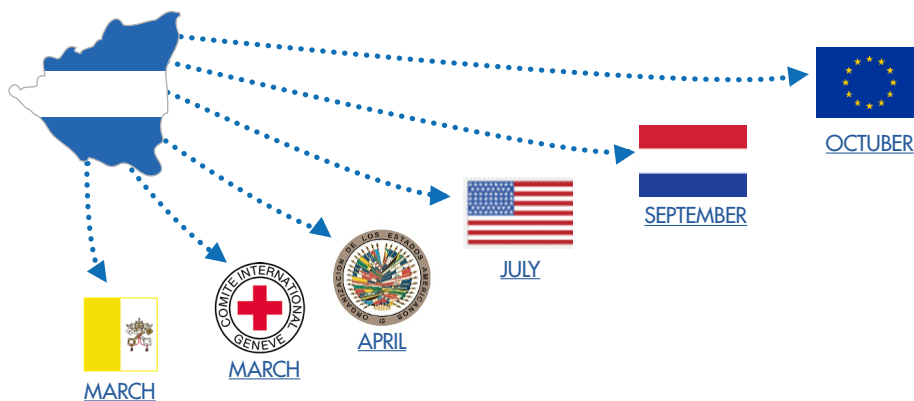 OCTUBER
SEPTEMBER
JULY
ORGANIZACION DE LOS ESTADOS AMERICANOS
APRIL
COMITE INTERNATIONAL
GENEVE
MARCH
MARCH